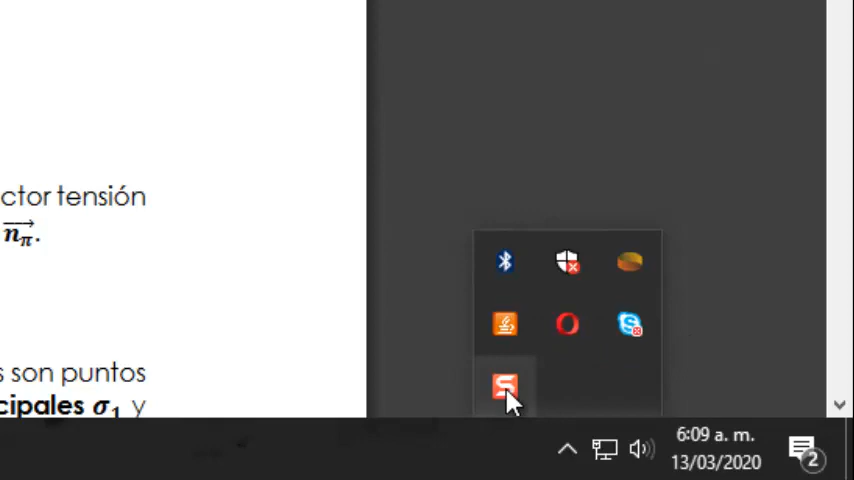 ctor tensión
n⃗π.
s son puntos
cipales σ1 y
6:09 a. m.
13/03/2020
2